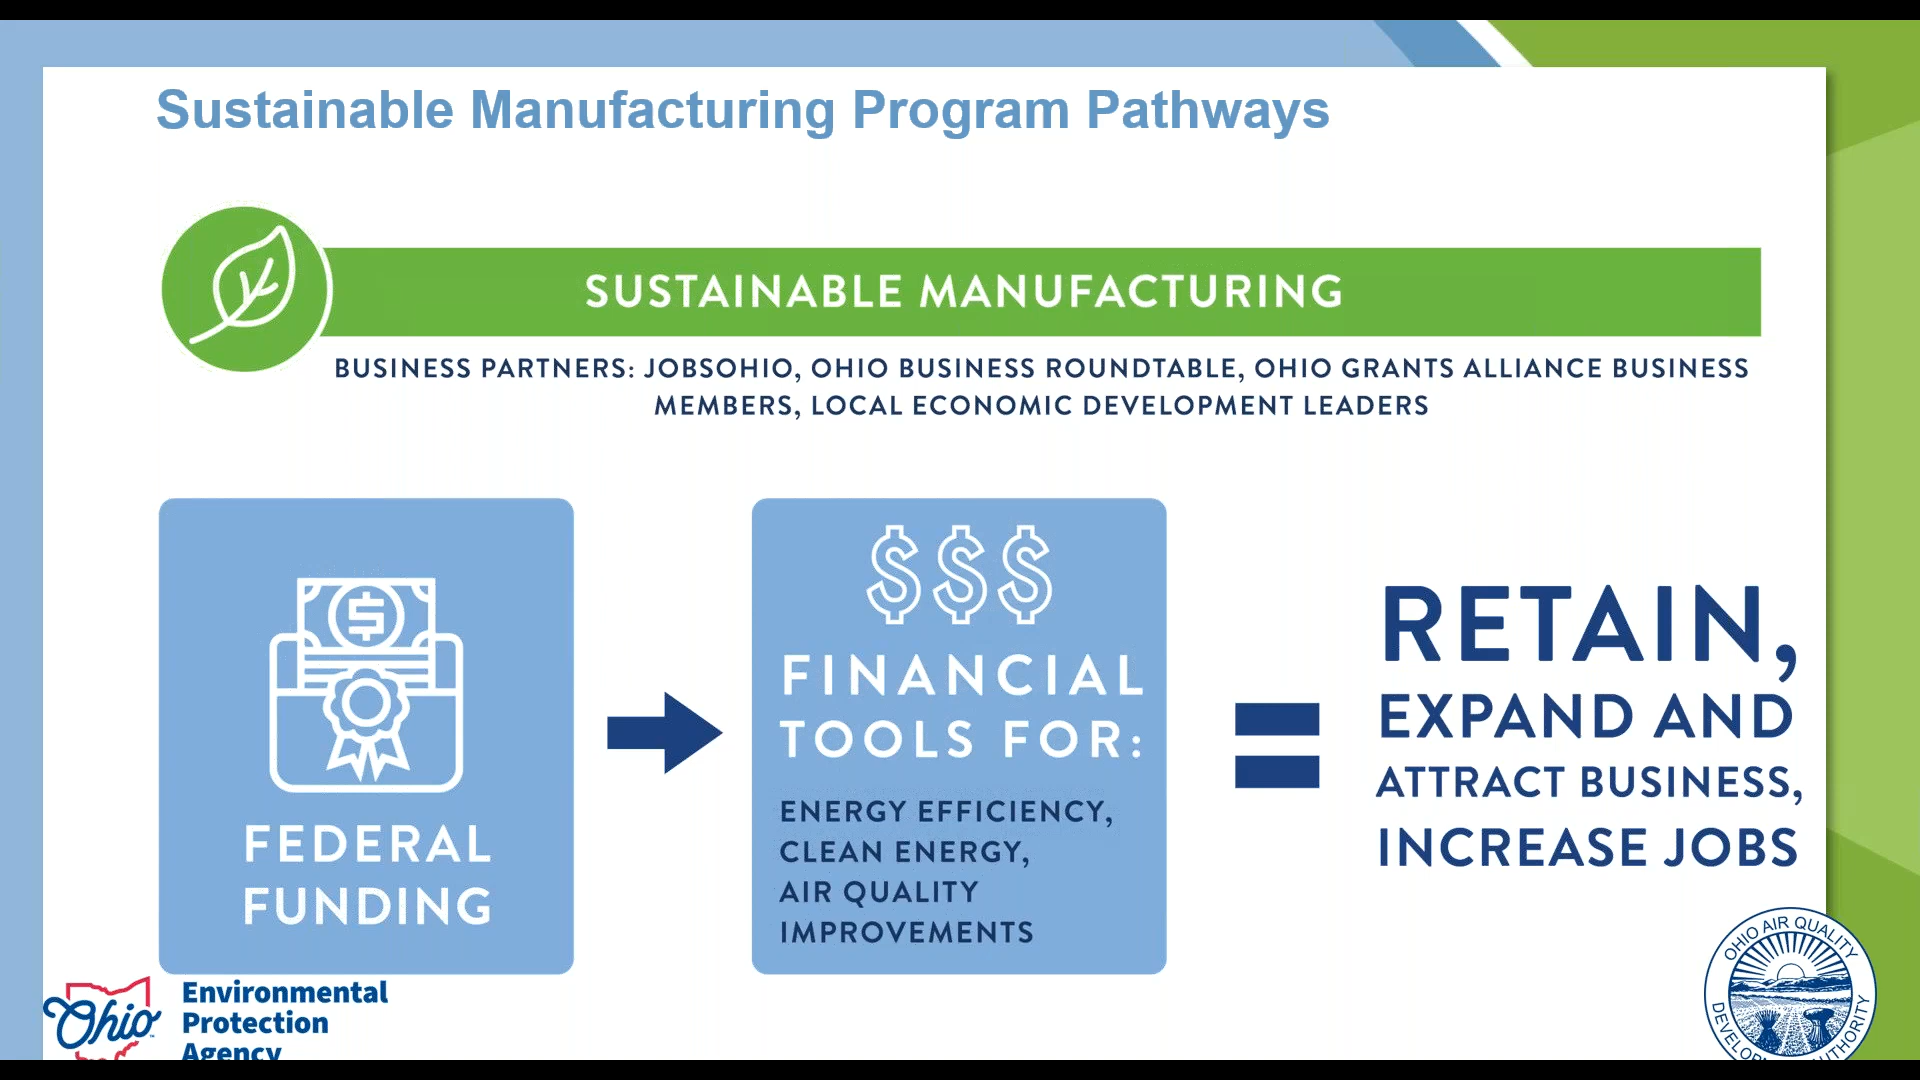 Sustainable Manufacturing Program Pathways
SUSTAINABLE MANUFACTURING
BUSINESS PARTNERS: JOBSOHIO, OHIO BUSINESS ROUNDTABLE, OHIO GRANTS ALLIANCE BUSINESS
MEMBERS, LOCAL ECONOMIC DEVELOPMENT LEADERS
$
FEDERAL
FUNDING
$$$
FINANCIAL
TOOLS FOR:
ENERGY EFFICIENCY,
CLEAN ENERGY,
AIR QUALITY
IMPROVEMENTS
=
RETAIN,
EXPAND AND
ATTRACT BUSINESS,
INCREASE JOBS
Ohio
Environmental
Protection
Agency
OHIO AIR QUALITY